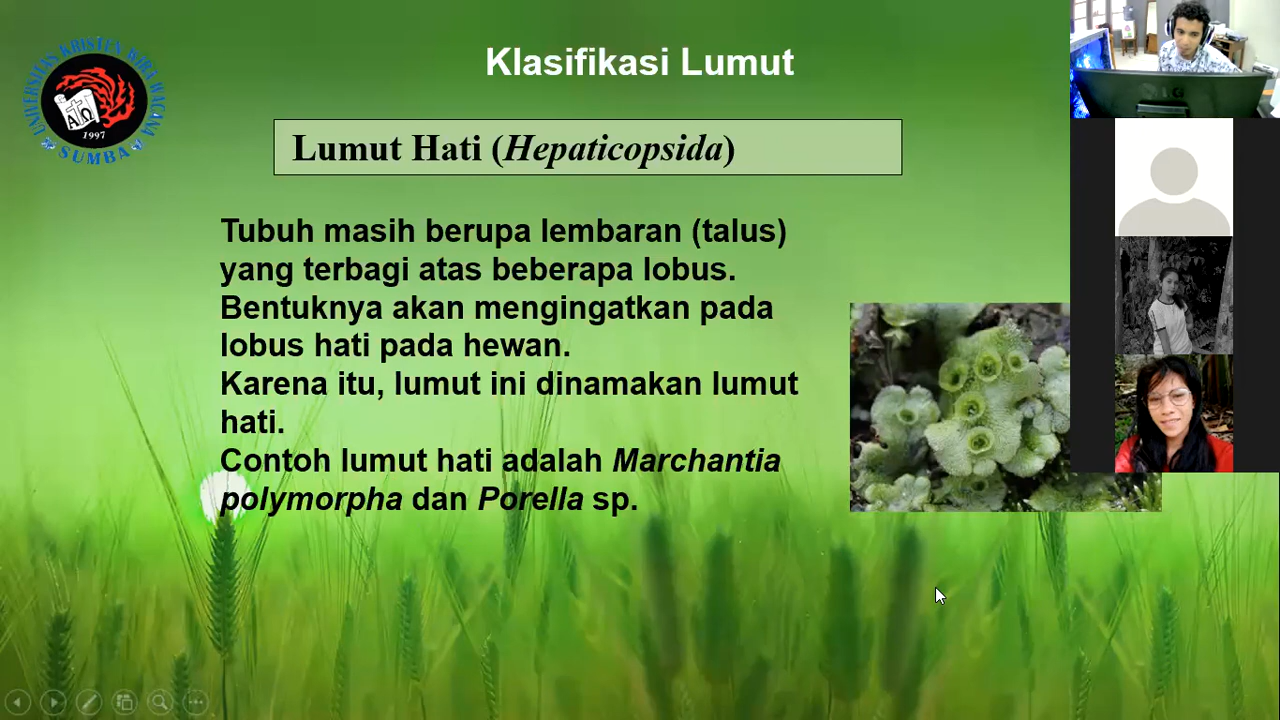 Klasifikasi Lumut
UNIVERSITAS KRISTEN WIRA WACANA
SUMBA
A Ω
1997
Lumut Hati (Hepaticopsida)
Tubuh masih berupa lembaran (talus)
yang terbagi atas beberapa lobus.
Bentuknya akan mengingatkan pada
lobus hati pada hewan.
Karena itu, lumut ini dinamakan lumut
hati.
Contoh lumut hati adalah Marchantia
polymorpha dan Porella sp.